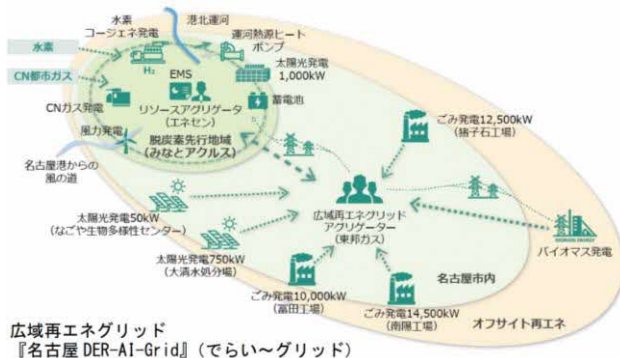 水素
コージェネ発電
港北運河
水素
H₂
運河熱源ヒート
ポンプ
太陽光発電
1,000kW
CN都市ガス
EMS
CNガス発電
リソースアグリゲータ
(エネセン)
蓄電池
風力発電
脱炭素先行地域
(みなとアクルス)
名古屋港からの
風の道
ごみ発電12,500kW
(猪子石工場)
太陽光発電50kW
(なごや生物多様性センター)
広域再エネグリッド
アグリゲーター
(東邦ガス)
BIOMASS ENERGY
バイオマス発電
太陽光発電750kW
(大清水処分場)
名古屋市内
ごみ発電10,000kW
(富田工場)
ごみ発電14,500kW
(南陽工場)
オフサイト再エネ
広域再エネグリッド
『名古屋 DER-AI-Grid』(でらい~グリッド)